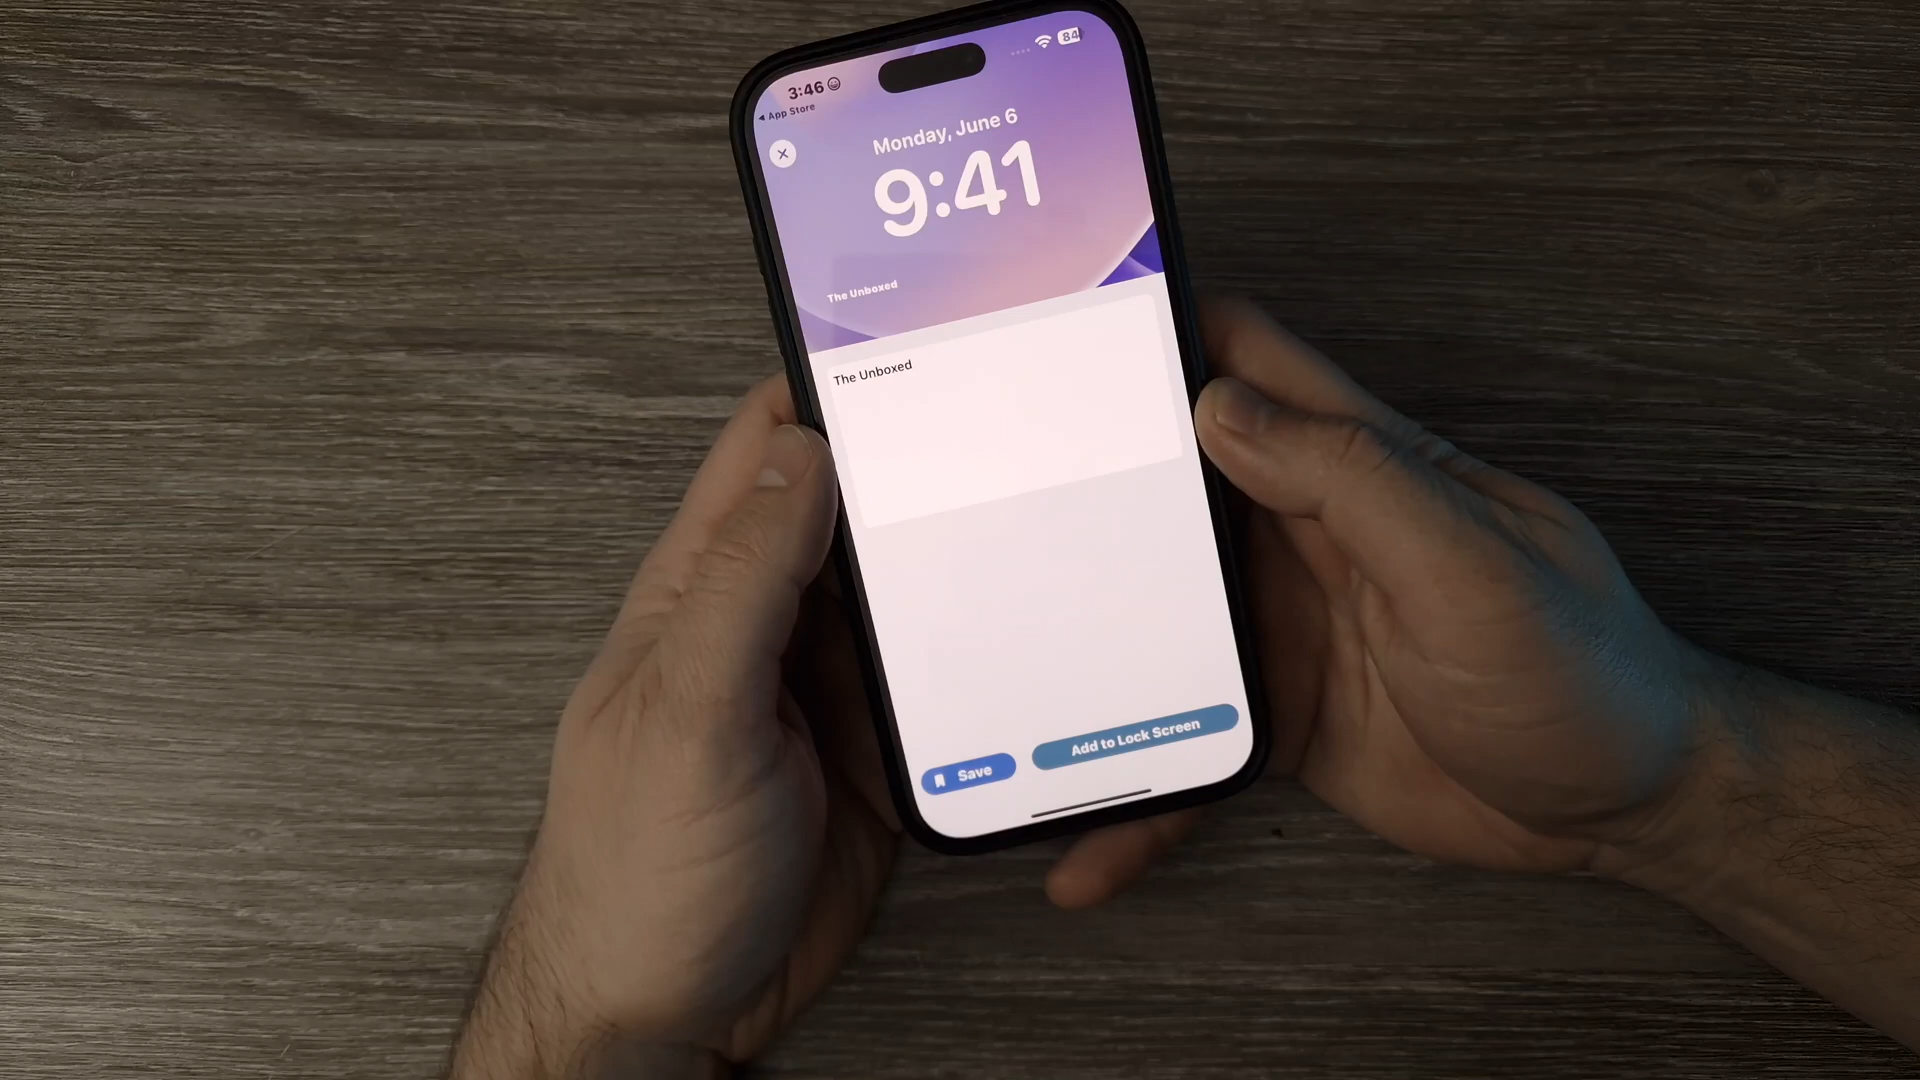 3:46
84
◀ App Store
Monday, June 6
9:41
The Unboxed
The Unboxed
Save
Add to Lock Screen